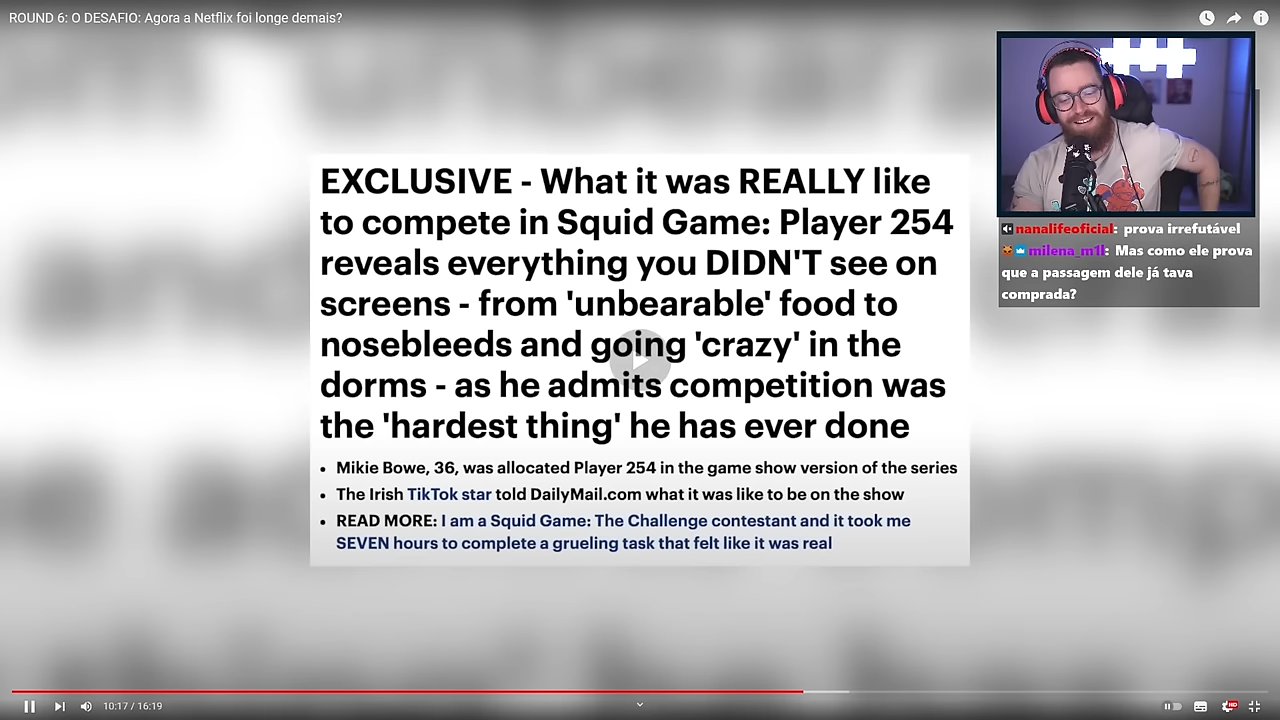 ROUND 6: O DESAFIO: Agora a Netflix foi longe demais?
EXCLUSIVE - What it was REALLY like
to compete in Squid Game: Player 254
reveals everything you DIDN'T see on
screens - from 'unbearable' food to
nosebleeds and going 'crazy' in the
dorms - as he admits competition was
the 'hardest thing' he has ever done
• Mikie Bowe, 36, was allocated Player 254 in the game show version of the series
• The Irish TikTok star told DailyMail.com what it was like to be on the show
• READ MORE: I am a Squid Game: The Challenge contestant and it took me
SEVEN hours to complete a grueling task that felt like it was real
nanalifeoficial: prova irrefutável
milena_m1l: Mas como ele prova
que a passagem dele já tava
comprada?
10:17 / 16:19
HD